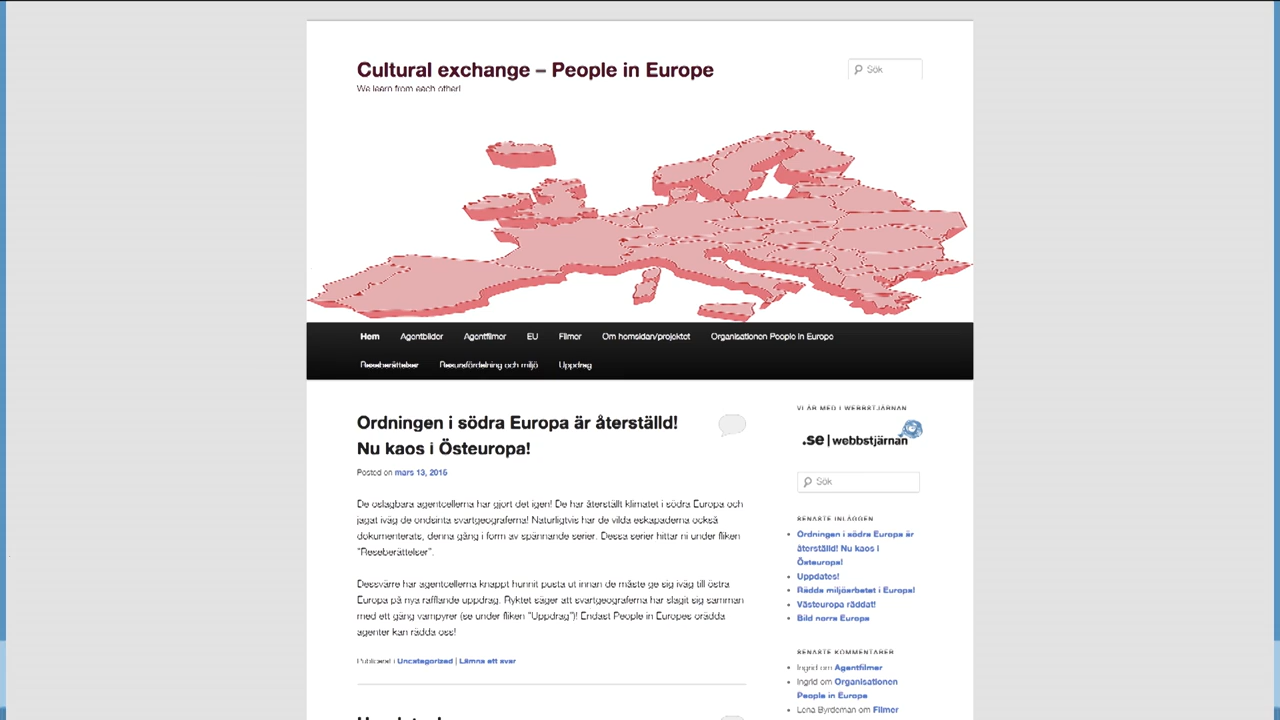 Cultural exchange – People in Europe
Sök
We learn from each other!
Hem Agentbilder Agentfilmer EU Filmer Om hemsidan/projektet Organisationen People in Europe
Reseberättelser Resursfördelning och miljö Uppdrag
Ordningen i södra Europa är återställd!
Nu kaos i Östeuropa!
Posted on mars 13, 2015
De oslagbara agentcellerna har gjort det igen! De har återställt klimatet i södra Europa och
jagat iväg de ondsinta svartgeograferna! Naturligtvis har de vilda eskapaderna också
dokumenterats, denna gång i form av spännande serier. Dessa serier hittar ni under fliken
"Reseberättelser".
Dessvärre har agentcellerna knappt hunnit pusta ut innan de måste ge sig iväg till östra
Europa på nya rafflande uppdrag. Ryktet säger att svartgeograferna har slagit sig samman
med ett gäng vampyrer (se under fliken "Uppdrag")! Endast People in Europes orädda
agenter kan rädda oss!
Publicerat i Uncategorized | Lämna ett svar
VI ÄR MED I WEBBSTJÄRNAN
.se | webbstjärnan
Sök
SENASTE INLÄGGEN
Ordningen i södra Europa är
återställd! Nu kaos i
Östeuropa!
Uppdates!
Rädda miljöarbetet i Europa!
Västeuropa räddat!
Bild norra Europa
SENASTE KOMMENTARER
Ingrid om Agentfilmer
Ingrid om Organisationen
People in Europe
Lena Byrdeman om Filmer